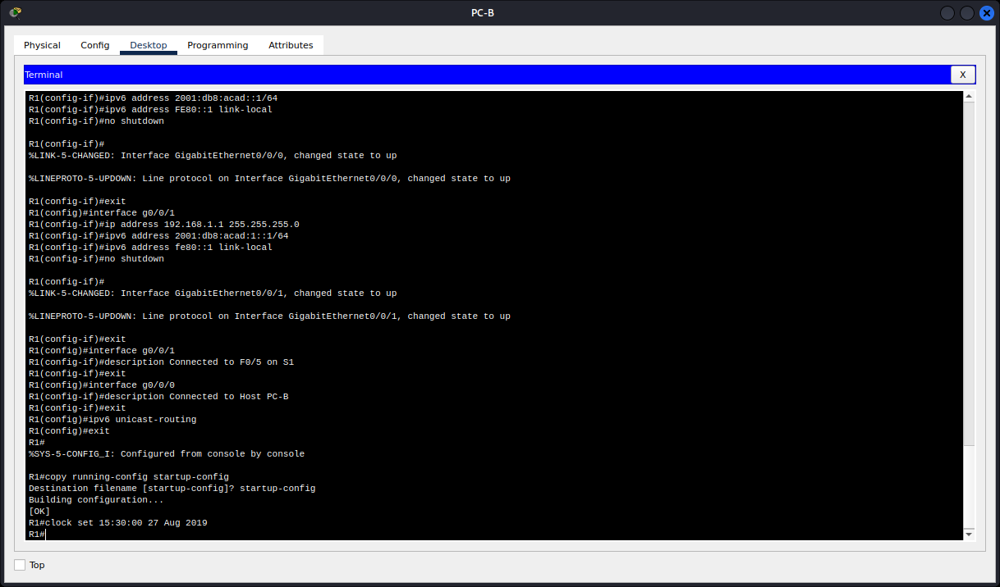 PC-B
Physical Config Desktop Programming Attributes
Terminal X
R1(config-if)#ipv6 address 2001:db8:acad::1/64
R1(config-if)#ipv6 address FE80::1 link-local
R1(config-if)#no shutdown
R1(config-if)#
%LINK-5-CHANGED: Interface GigabitEthernet0/0/0, changed state to up
%LINEPROTO-5-UPDOWN: Line protocol on Interface GigabitEthernet0/0/0, changed state to up
R1(config-if)#exit
R1(config)#interface g0/0/1
R1(config-if)#ip address 192.168.1.1 255.255.255.0
R1(config-if)#ipv6 address 2001:db8:acad:1::1/64
R1(config-if)#ipv6 address fe80::1 link-local
R1(config-if)#no shutdown
R1(config-if)#
%LINK-5-CHANGED: Interface GigabitEthernet0/0/1, changed state to up
%LINEPROTO-5-UPDOWN: Line protocol on Interface GigabitEthernet0/0/1, changed state to up
R1(config-if)#exit
R1(config)#interface g0/0/1
R1(config-if)#description Connected to F0/5 on S1
R1(config-if)#exit
R1(config)#interface g0/0/0
R1(config-if)#description Connected to Host PC-B
R1(config-if)#exit
R1(config)#ipv6 unicast-routing
R1(config)#exit
R1#
%SYS-5-CONFIG_I: Configured from console by console
R1#copy running-config startup-config
Destination filename [startup-config]? startup-config
Building configuration...
[OK]
R1#clock set 15:30:00 27 Aug 2019
R1#
Top